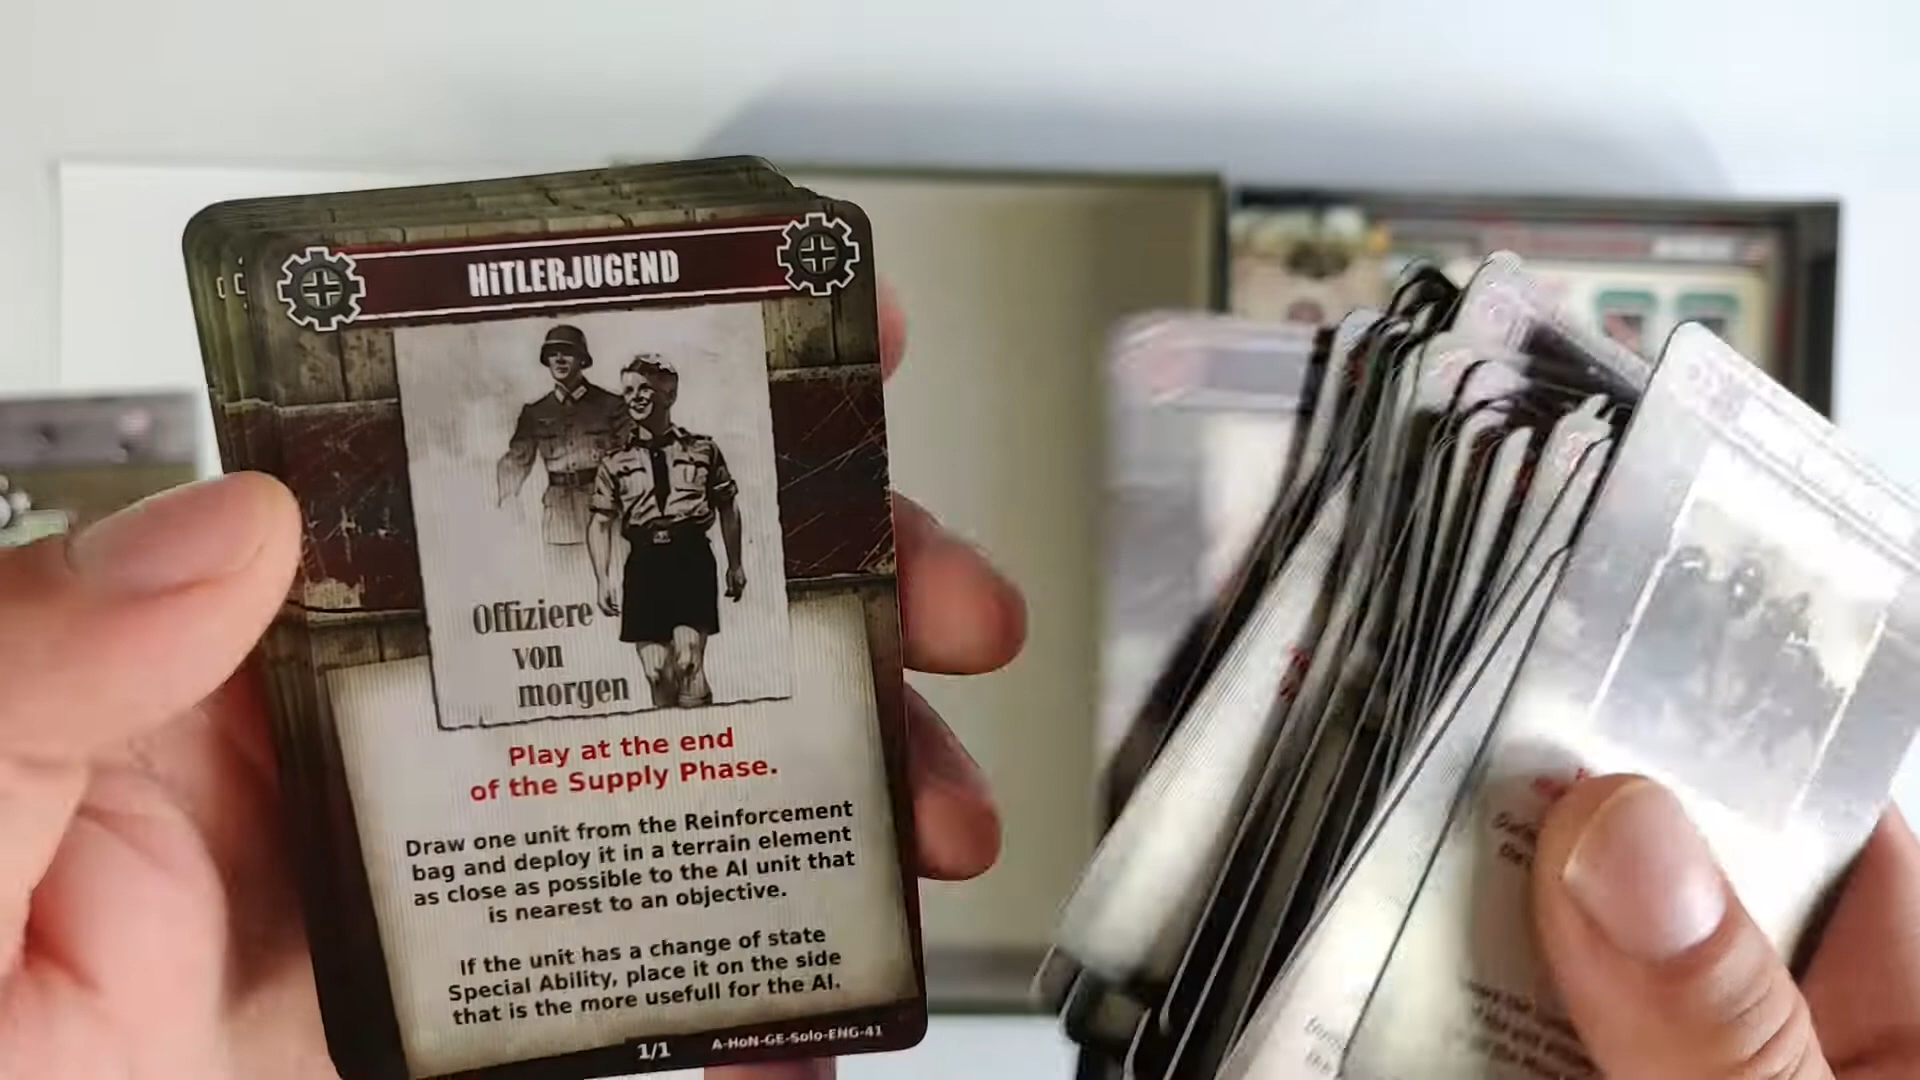 HiTLERJUGEND
Offiziere
von
morgen
Play at the end
of the Supply Phase.
Draw one unit from the Reinforcement
bag and deploy it in a terrain element
as close as possible to the AI unit that
is nearest to an objective.
If the unit has a change of state
Special Ability, place it on the side
that is the more usefull for the AI.
1/1
A-HoN-GE-Solo-ENG-41